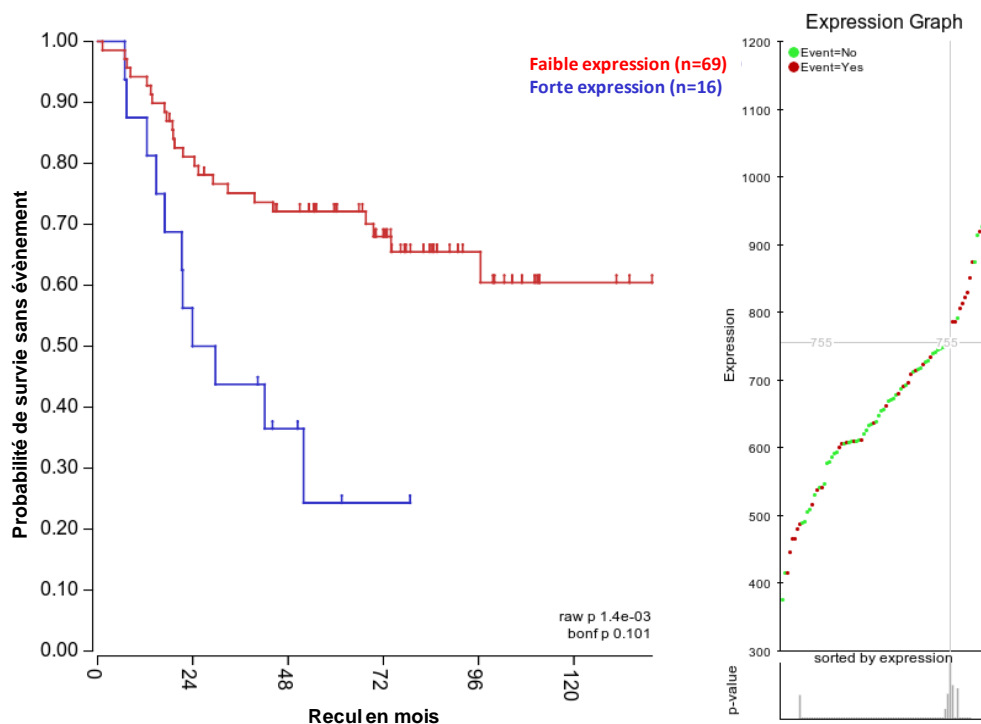 Expression Graph
1.00
0.90
0.80
0.70
0.60
0.50
0.40
0.30
0.20
0.10
0.00
Probabilité de survie sans évènement
Faible expression (n=69)
Forte expression (n=16)
raw p 1.4e-03
bonf p 0.101
0
24
48
72
96
120
Recul en mois
Event=No
Event=Yes
1200
1100
1000
900
800
700
600
500
400
300
Expression
755
755
sorted by expression
p-value